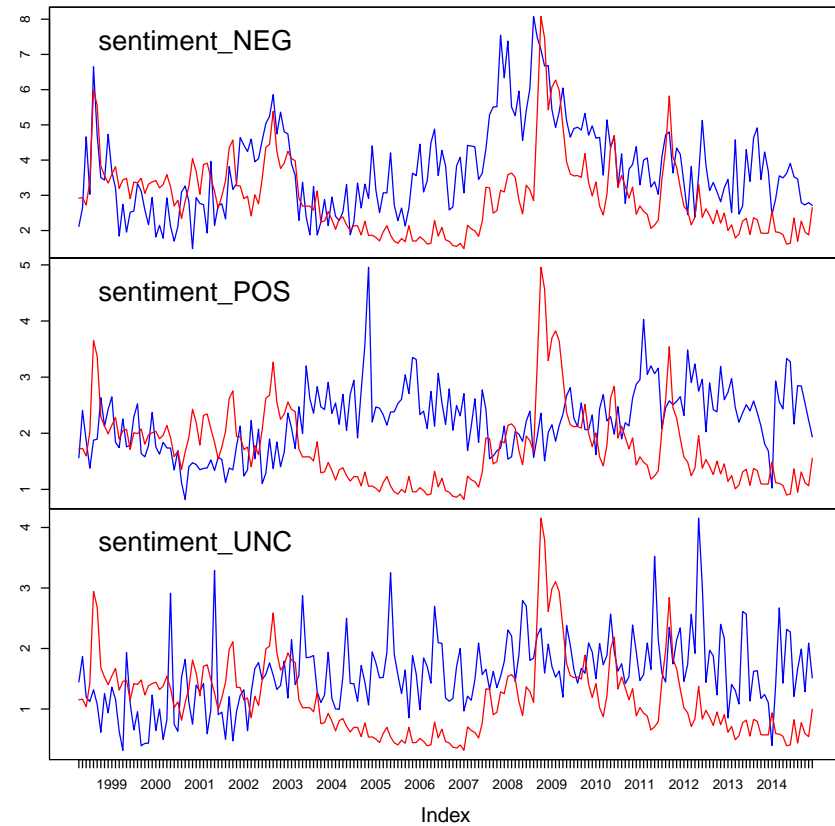 sentiment_NEG
2 3 4 5 6 7 8
sentiment_POS
1 2 3 4 5
sentiment_UNC
1 2 3 4
1999 2000 2001 2002 2003 2004 2005 2006 2007 2008 2009 2010 2011 2012 2013 2014
Index